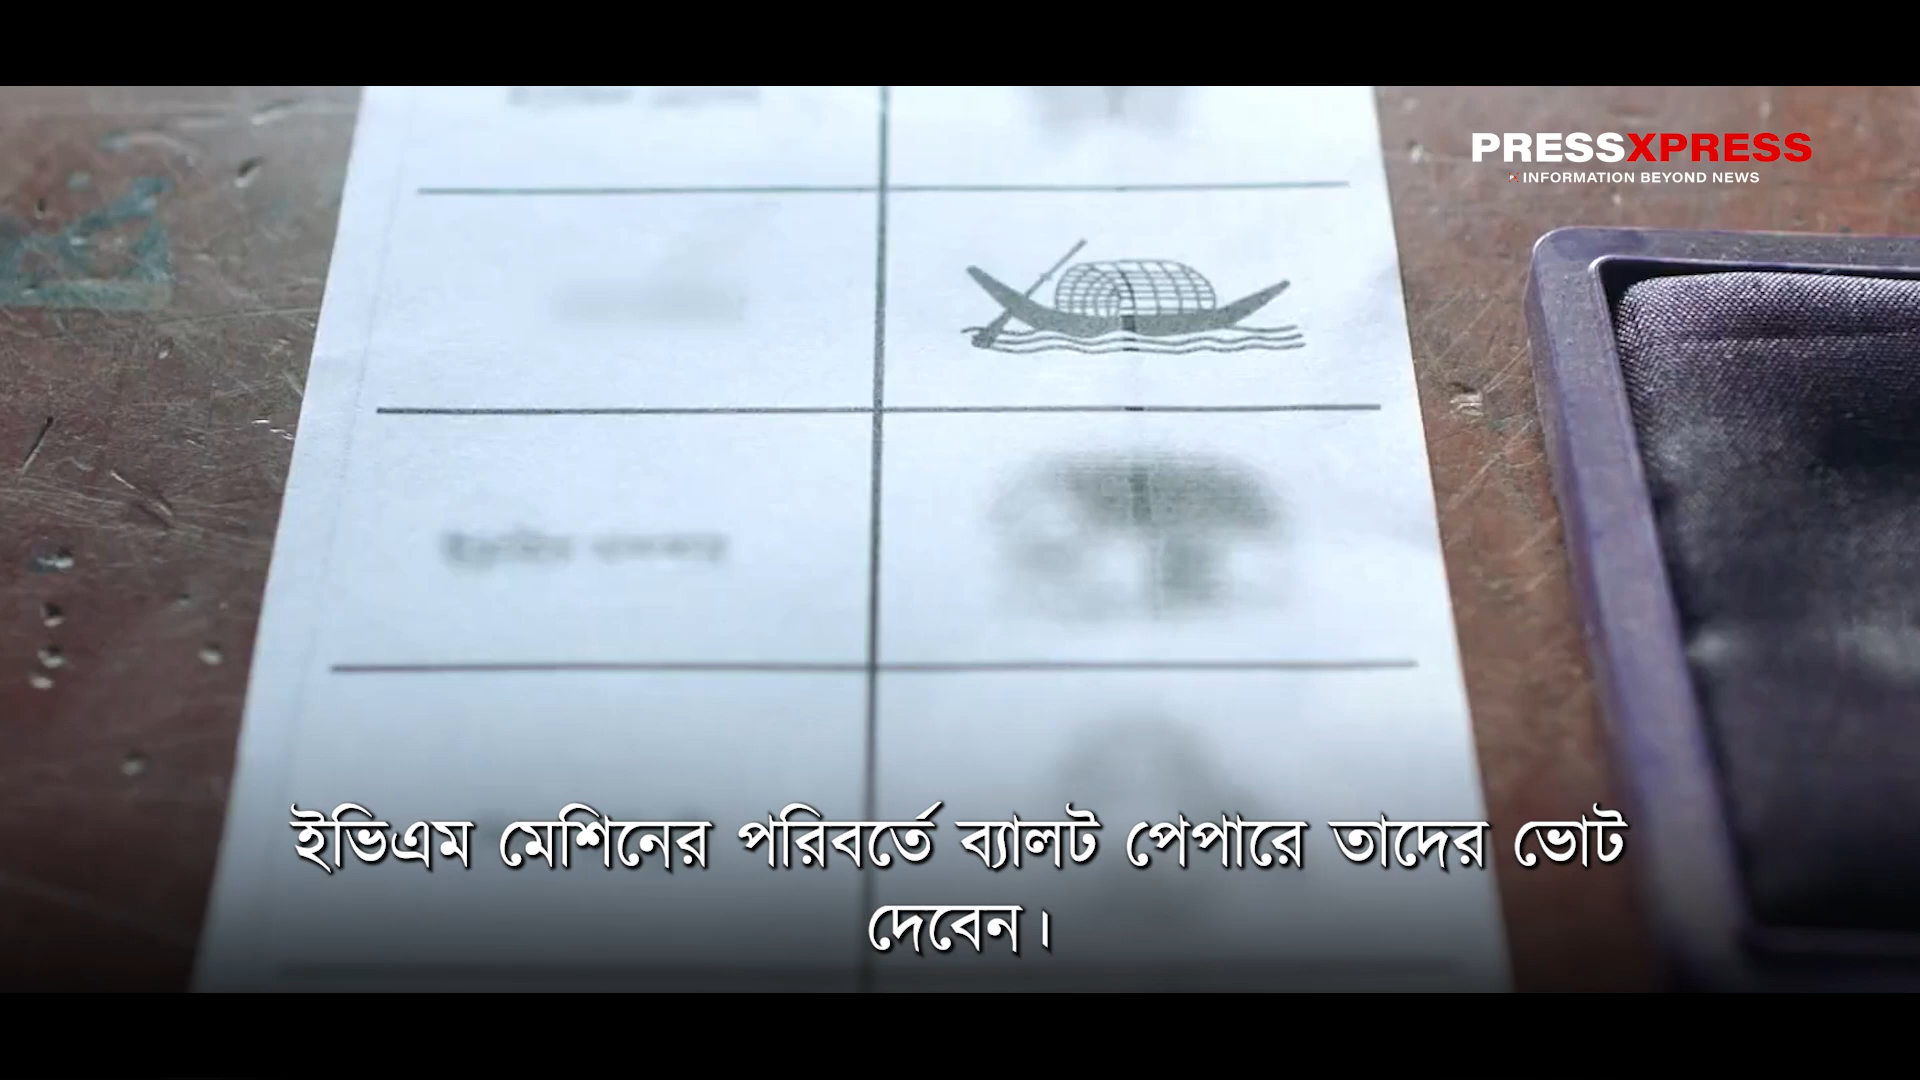 PRESSXPRESS
INFORMATION BEYOND NEWS
ইভিএম মেশিনের পরিবর্তে ব্যালট পেপারে তাদের ভোট
দেবেন।